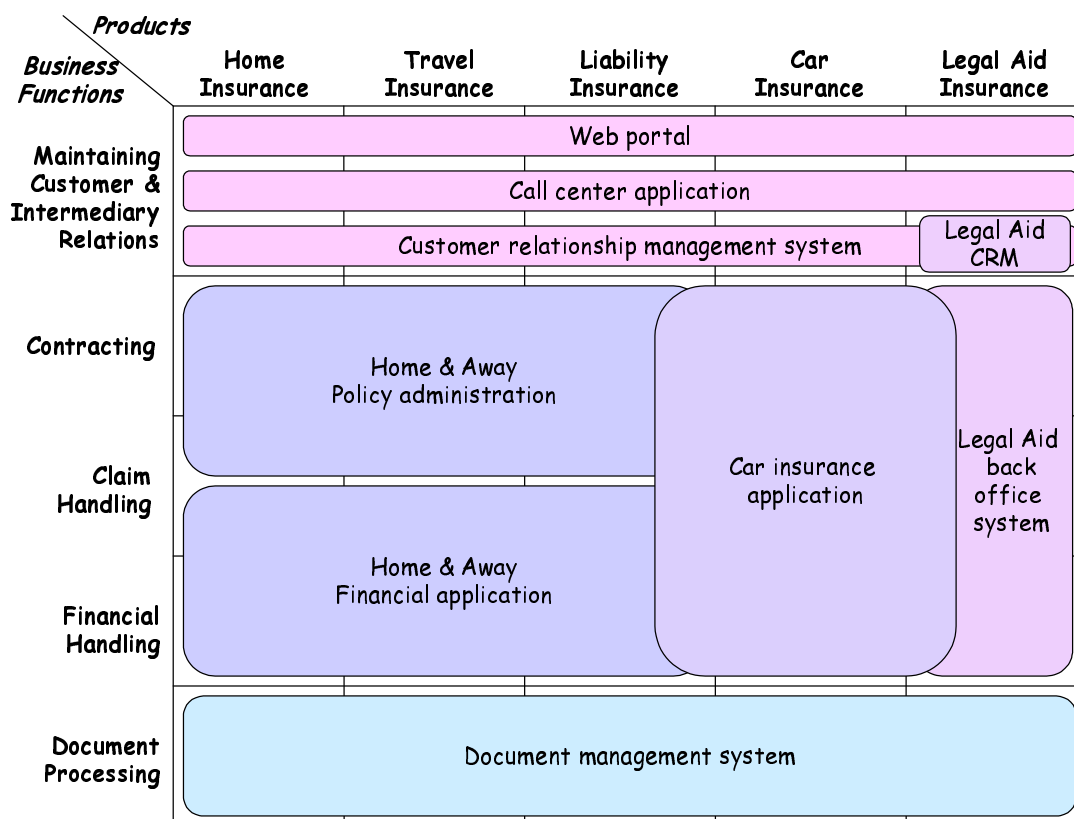 Products
Business
Functions
Home
Insurance
Travel
Insurance
Liability
Insurance
Car
Insurance
Legal Aid
Insurance
Maintaining
Customer &
Intermediary
Relations
Web portal
Call center application
Customer relationship management system
Legal Aid
CRM
Contracting
Home & Away
Policy administration
Claim
Handling
Car insurance
application
Legal Aid
back
office
system
Home & Away
Financial application
Financial
Handling
Document
Processing
Document management system